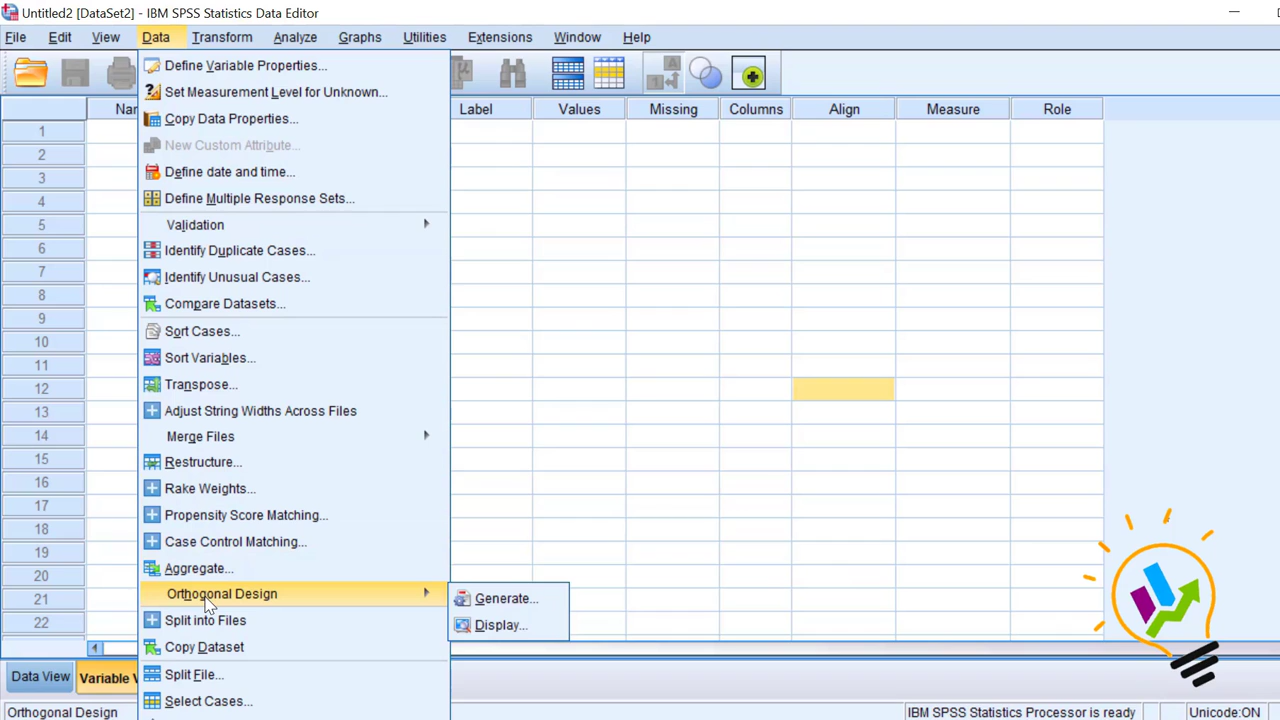 Untitled2 [DataSet2] - IBM SPSS Statistics Data Editor
File Edit View Data Transform Analyze Graphs Utilities Extensions Window Help
Define Variable Properties...
Set Measurement Level for Unknown...
Copy Data Properties...
New Custom Attribute...
Define date and time...
Define Multiple Response Sets...
Validation
Identify Duplicate Cases...
Identify Unusual Cases...
Compare Datasets...
Sort Cases...
Sort Variables...
Transpose...
Adjust String Widths Across Files
Merge Files
Restructure...
Rake Weights...
Propensity Score Matching...
Case Control Matching...
Aggregate...
Orthogonal Design
Split into Files
Copy Dataset
Split File...
Select Cases...
Generate...
Display...
Nam Label Values Missing Columns Align Measure Role
1
2
3
4
5
6
7
8
9
10
11
12
13
14
15
16
17
18
19
20
21
22
Data View Variable V
Orthogonal Design IBM SPSS Statistics Processor is ready Unicode:ON